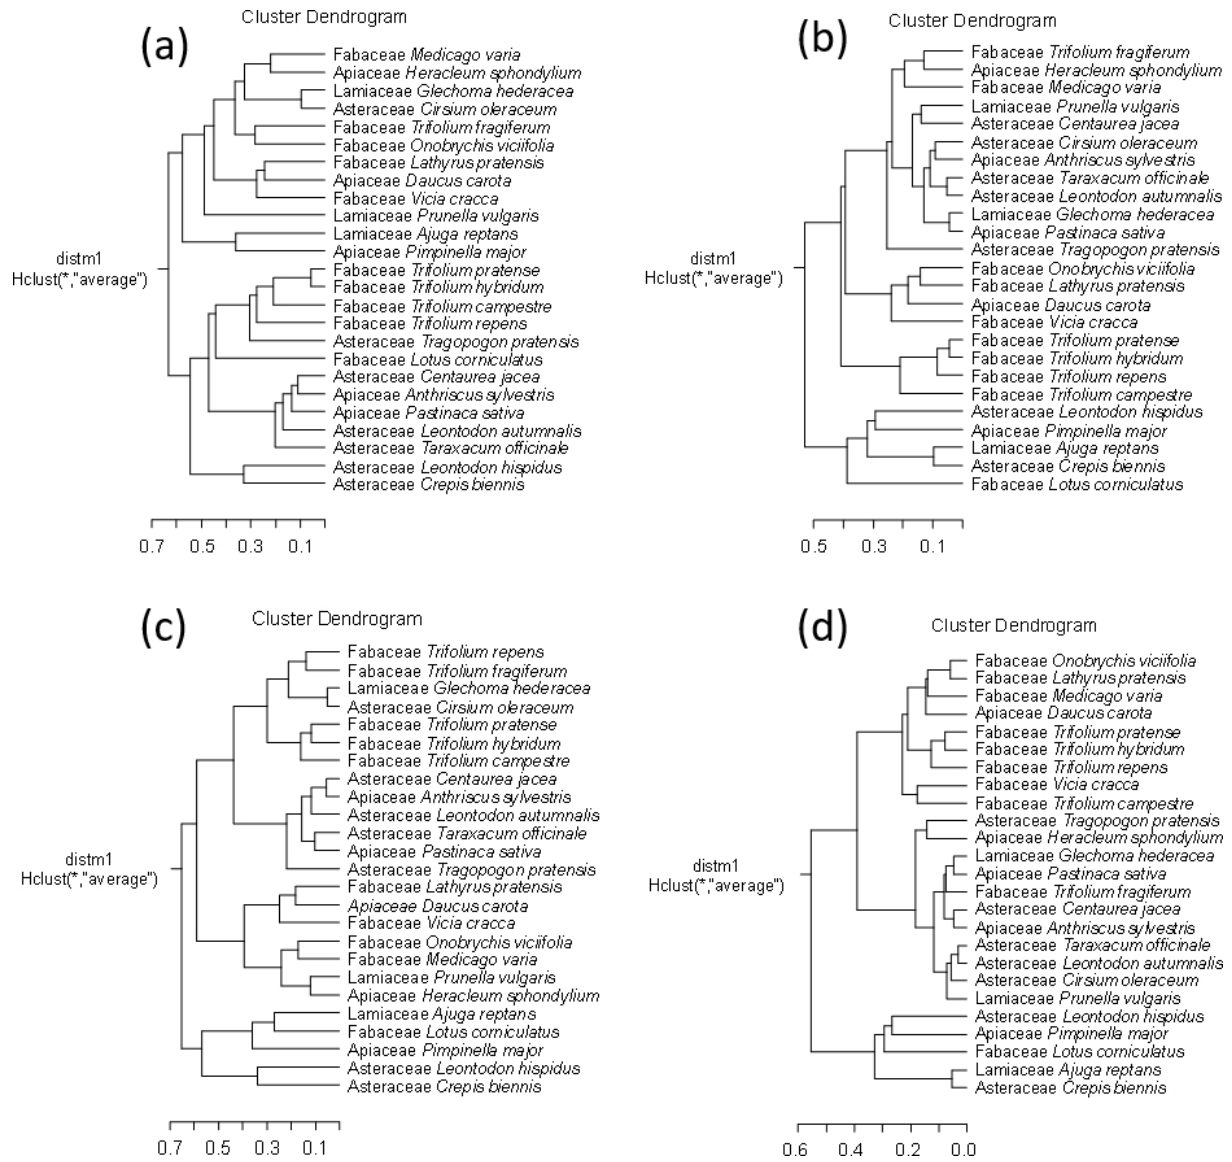 (a)
Cluster Dendrogram
Fabaceae Medicago varia
Apiaceae Heracleum sphondylium
Lamiaceae Glechoma hederacea
Asteraceae Cirsium oleraceum
Fabaceae Trifolium fragiferum
Fabaceae Onobrychis viciifolia
Fabaceae Lathyrus pratensis
Apiaceae Daucus carota
Fabaceae Vicia cracca
Lamiaceae Prunella vulgaris
Lamiaceae Ajuga reptans
Apiaceae Pimpinella major
Fabaceae Trifolium pratense
Fabaceae Trifolium hybridum
Fabaceae Trifolium campestre
Fabaceae Trifolium repens
Asteraceae Tragopogon pratensis
Fabaceae Lotus corniculatus
Asteraceae Centaurea jacea
Apiaceae Anthriscus sylvestris
Apiaceae Pastinaca sativa
Asteraceae Leontodon autumnalis
Asteraceae Taraxacum officinale
Asteraceae Leontodon hispidus
Asteraceae Crepis biennis
distm1
Hclust(*,"average")
0.7 0.5 0.3 0.1
(b)
Cluster Dendrogram
Fabaceae Trifolium fragiferum
Apiaceae Heracleum sphondylium
Fabaceae Medicago varia
Lamiaceae Prunella vulgaris
Asteraceae Centaurea jacea
Asteraceae Cirsium oleraceum
Apiaceae Anthriscus sylvestris
Asteraceae Taraxacum officinale
Asteraceae Leontodon autumnalis
Lamiaceae Glechoma hederacea
Apiaceae Pastinaca sativa
Asteraceae Tragopogon pratensis
Fabaceae Onobrychis viciifolia
Fabaceae Lathyrus pratensis
Apiaceae Daucus carota
Fabaceae Vicia cracca
Fabaceae Trifolium pratense
Fabaceae Trifolium hybridum
Fabaceae Trifolium repens
Fabaceae Trifolium campestre
Asteraceae Leontodon hispidus
Apiaceae Pimpinella major
Lamiaceae Ajuga reptans
Asteraceae Crepis biennis
Fabaceae Lotus corniculatus
distm1
Hclust(*,"average")
0.5 0.3 0.1
(c)
Cluster Dendrogram
Fabaceae Trifolium repens
Fabaceae Trifolium fragiferum
Lamiaceae Glechoma hederacea
Asteraceae Cirsium oleraceum
Fabaceae Trifolium pratense
Fabaceae Trifolium hybridum
Fabaceae Trifolium campestre
Asteraceae Centaurea jacea
Apiaceae Anthriscus sylvestris
Asteraceae Leontodon autumnalis
Asteraceae Taraxacum officinale
Apiaceae Pastinaca sativa
Asteraceae Tragopogon pratensis
Fabaceae Lathyrus pratensis
Apiaceae Daucus carota
Fabaceae Vicia cracca
Fabaceae Onobrychis viciifolia
Fabaceae Medicago varia
Lamiaceae Prunella vulgaris
Apiaceae Heracleum sphondylium
Lamiaceae Ajuga reptans
Fabaceae Lotus corniculatus
Apiaceae Pimpinella major
Asteraceae Leontodon hispidus
Asteraceae Crepis biennis
distm1
Hclust(*,"average")
0.7 0.5 0.3 0.1
(d)
Cluster Dendrogram
Fabaceae Onobrychis viciifolia
Fabaceae Lathyrus pratensis
Fabaceae Medicago varia
Apiaceae Daucus carota
Fabaceae Trifolium pratense
Fabaceae Trifolium hybridum
Fabaceae Trifolium repens
Fabaceae Vicia cracca
Fabaceae Trifolium campestre
Asteraceae Tragopogon pratensis
Apiaceae Heracleum sphondylium
Lamiaceae Glechoma hederacea
Apiaceae Pastinaca sativa
Fabaceae Trifolium fragiferum
Asteraceae Centaurea jacea
Apiaceae Anthriscus sylvestris
Asteraceae Taraxacum officinale
Asteraceae Leontodon autumnalis
Asteraceae Cirsium oleraceum
Lamiaceae Prunella vulgaris
Asteraceae Leontodon hispidus
Apiaceae Pimpinella major
Fabaceae Lotus corniculatus
Lamiaceae Ajuga reptans
Asteraceae Crepis biennis
distm1
Hclust(*,"average")
0.6 0.4 0.2 0.0